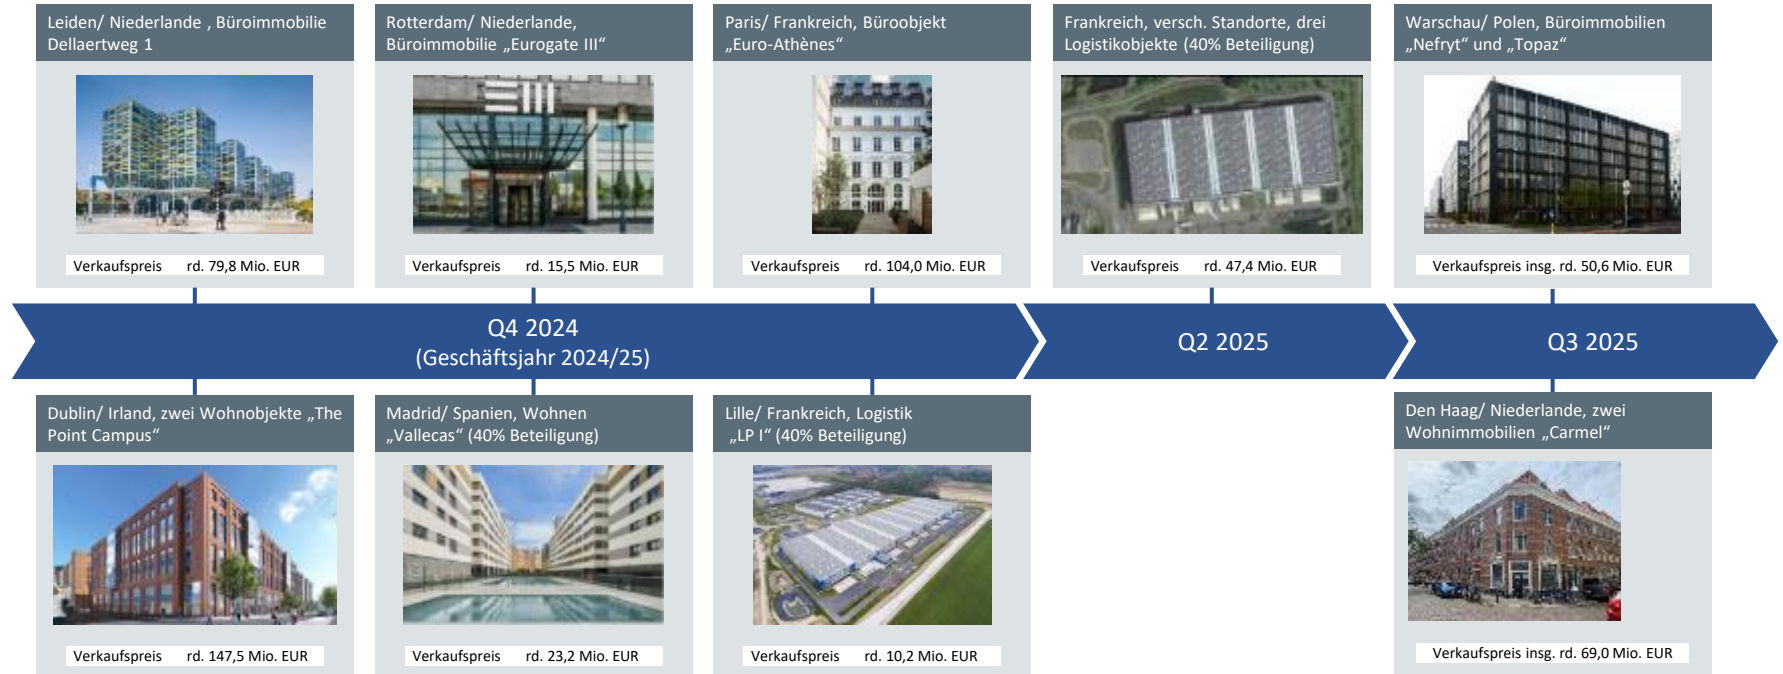 Leiden/ Niederlande , Büroimmobilie
Dellaertweg 1
Verkaufspreis rd. 79,8 Mio. EUR
Rotterdam/ Niederlande,
Büroimmobilie „Eurogate III“
Verkaufspreis rd. 15,5 Mio. EUR
Paris/ Frankreich, Büroobjekt
„Euro-Athènes“
Verkaufspreis rd. 104,0 Mio. EUR
Frankreich, versch. Standorte, drei
Logistikobjekte (40% Beteiligung)
Verkaufspreis rd. 47,4 Mio. EUR
Warschau/ Polen, Büroimmobilien
„Nefryt“ und „Topaz“
Verkaufspreis insg. rd. 50,6 Mio. EUR
Q4 2024
(Geschäftsjahr 2024/25)
Q2 2025
Q3 2025
Dublin/ Irland, zwei Wohnobjekte „The
Point Campus“
Verkaufspreis rd. 147,5 Mio. EUR
Madrid/ Spanien, Wohnen
„Vallecas“ (40% Beteiligung)
Verkaufspreis rd. 23,2 Mio. EUR
Lille/ Frankreich, Logistik
„LP I“ (40% Beteiligung)
Verkaufspreis rd. 10,2 Mio. EUR
Den Haag/ Niederlande, zwei
Wohnimmobilien „Carmel“
Verkaufspreis insg. rd. 69,0 Mio. EUR